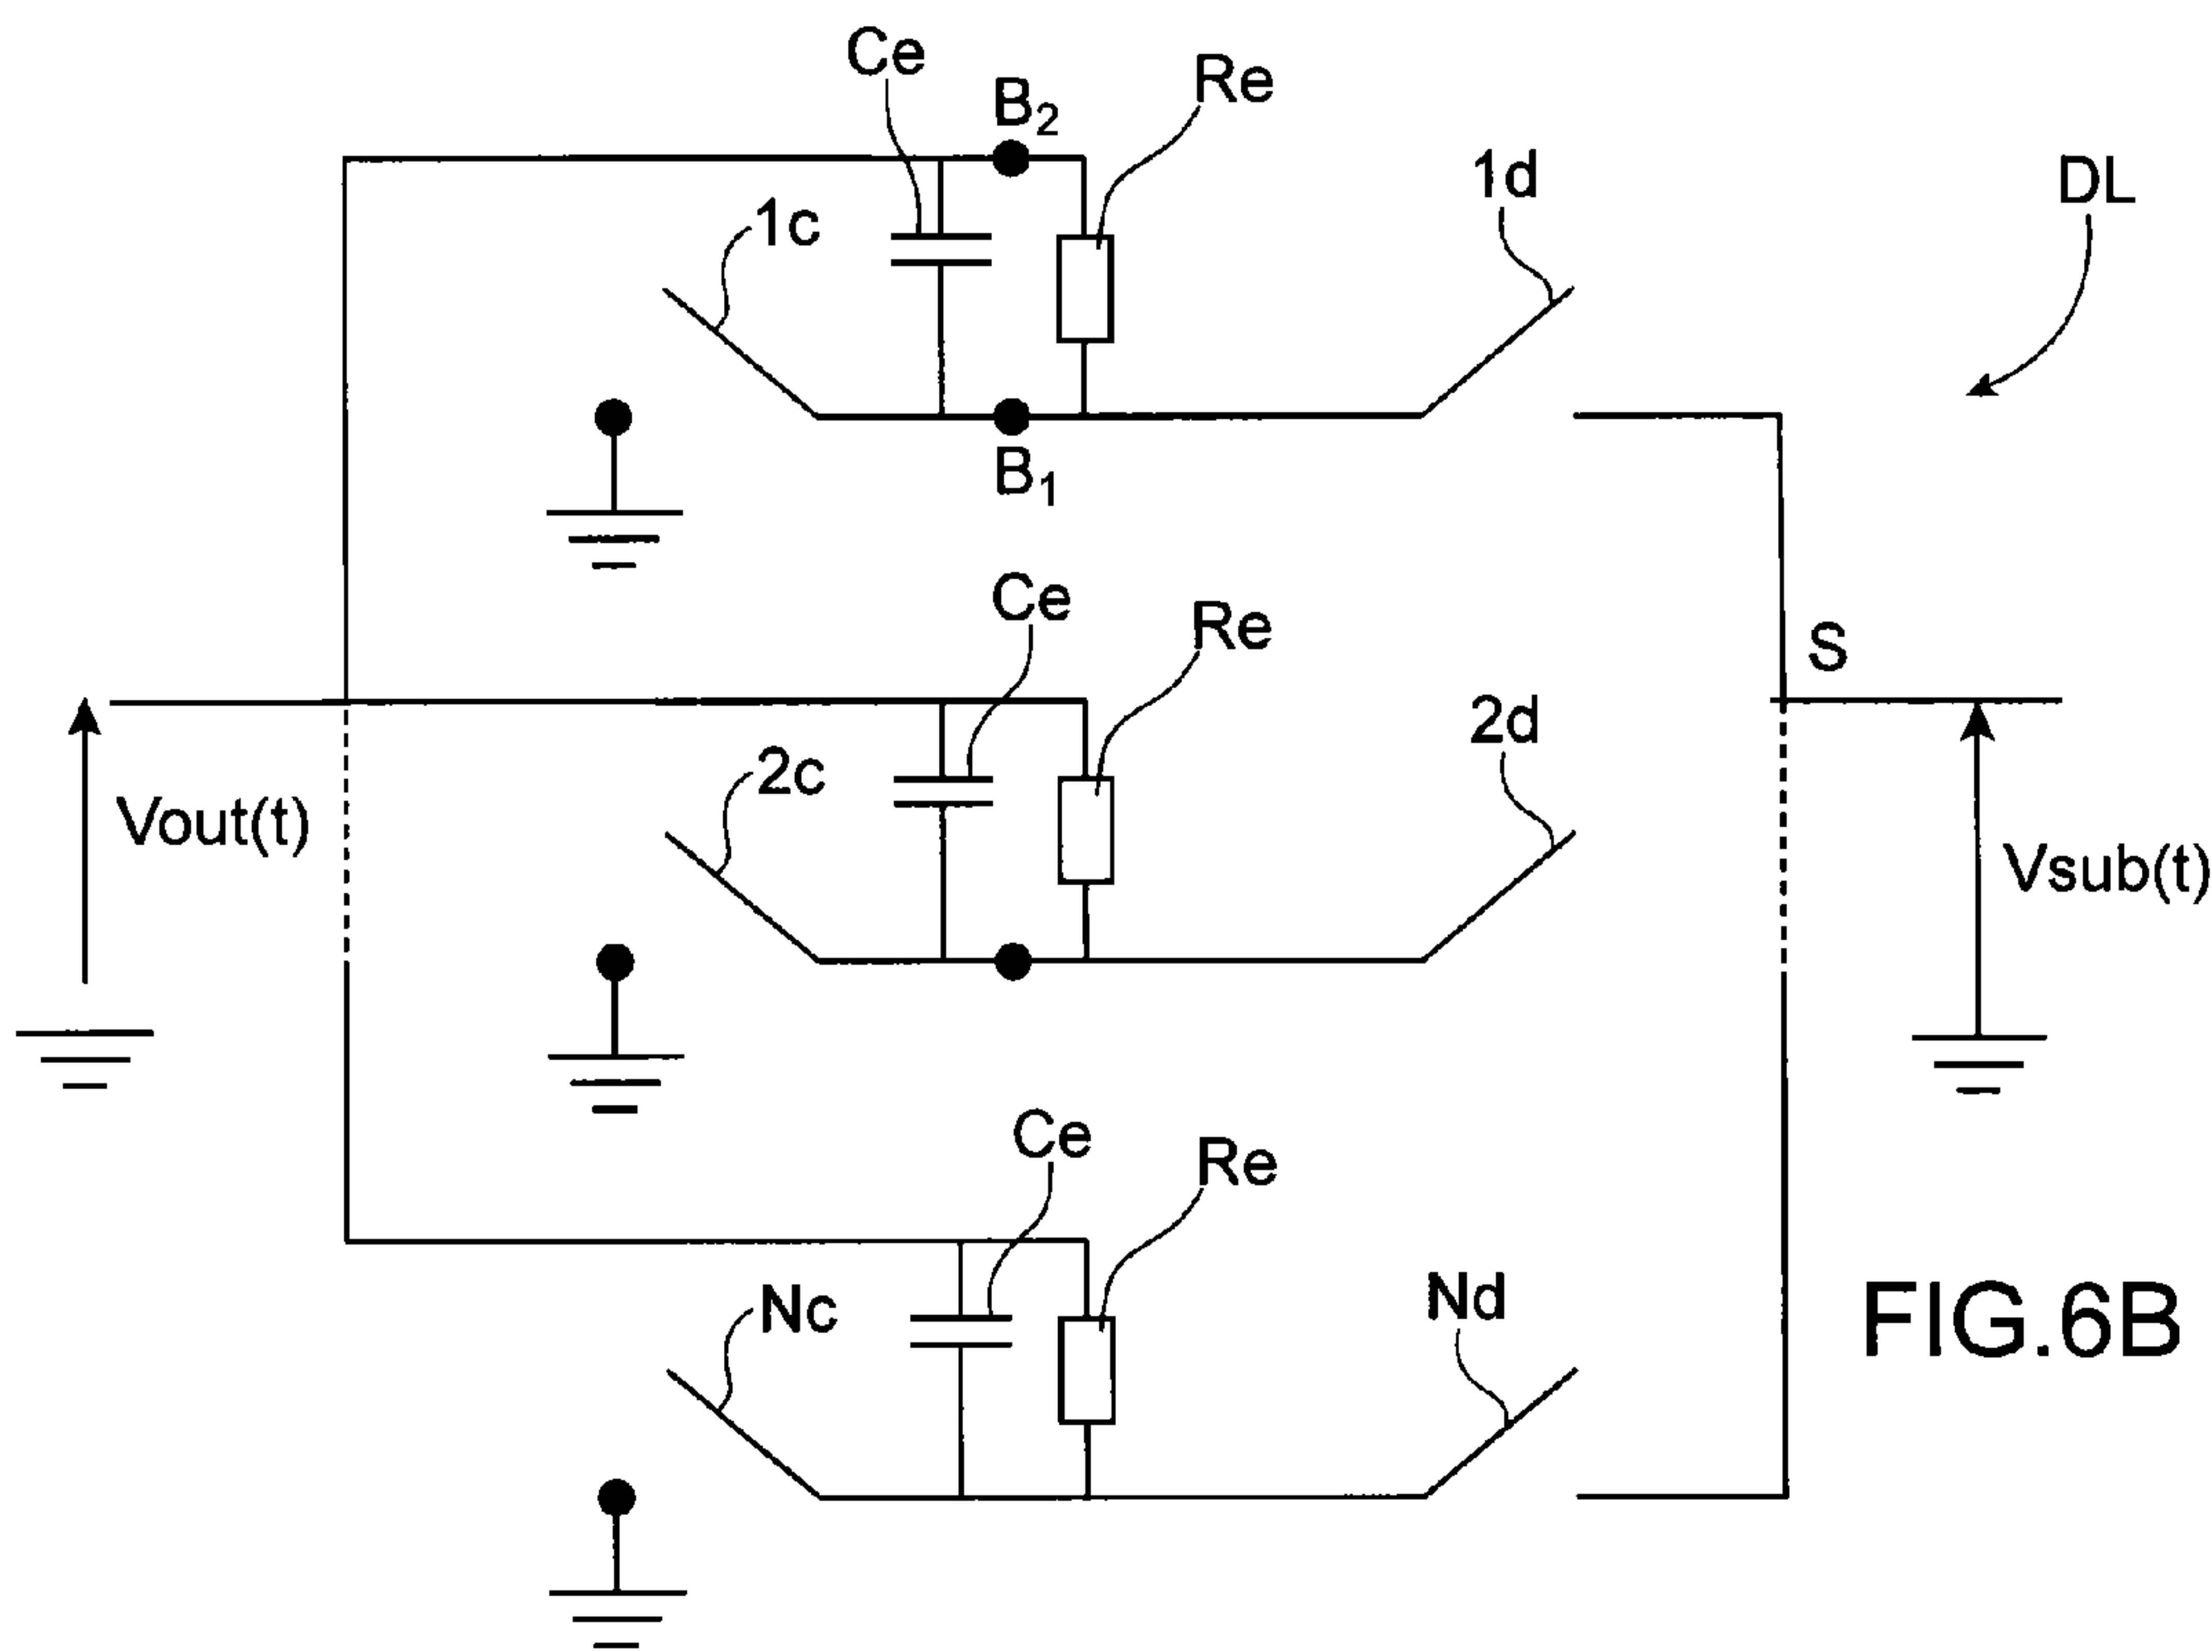 Ce
B2
Re
1c
1d
DL
B1
Ce
Re
S
2c
2d
Vout(t)
Vsub(t)
Ce
Re
Nc
Nd
FIG.6B